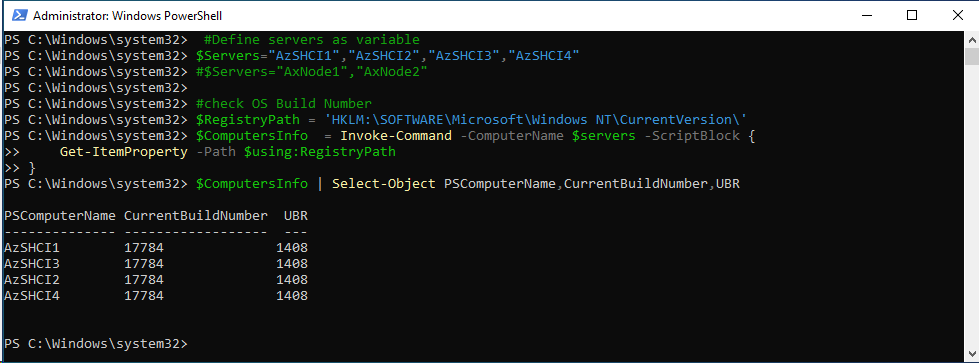 Administrator: Windows PowerShell
PS C:\Windows\system32>  #Define servers as variable
PS C:\Windows\system32> $Servers="AzSHCI1","AzSHCI2","AzSHCI3","AzSHCI4"
PS C:\Windows\system32> #$Servers="AxNode1","AxNode2"
PS C:\Windows\system32>
PS C:\Windows\system32> #check OS Build Number
PS C:\Windows\system32> $RegistryPath = 'HKLM:\SOFTWARE\Microsoft\Windows NT\CurrentVersion\'
PS C:\Windows\system32> $ComputersInfo  = Invoke-Command -ComputerName $servers -ScriptBlock {
>>     Get-ItemProperty -Path $using:RegistryPath
>> }
PS C:\Windows\system32> $ComputersInfo | Select-Object PSComputerName,CurrentBuildNumber,UBR
PSComputerName CurrentBuildNumber  UBR
-------------- ------------------  ---
AzSHCI1        17784              1408
AzSHCI3        17784              1408
AzSHCI2        17784              1408
AzSHCI4        17784              1408
PS C:\Windows\system32>